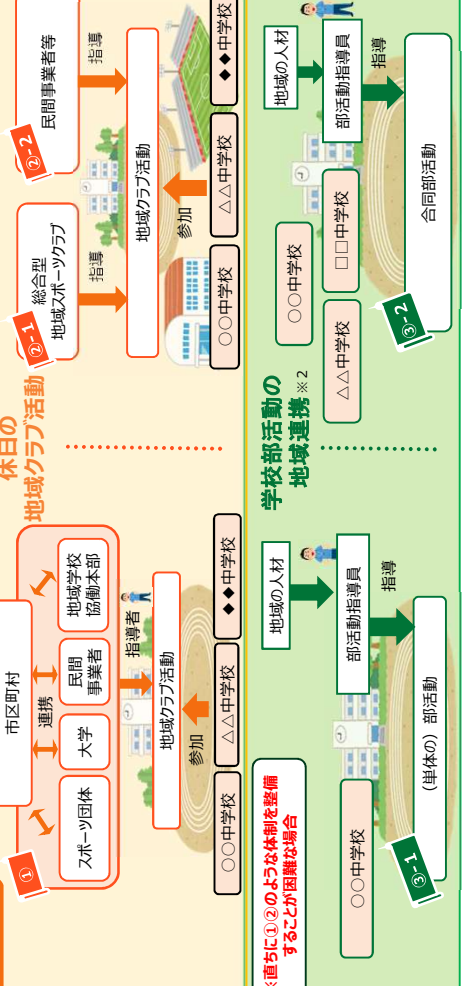 休日の
地域クラブ活動
①
市区町村
連携
スポーツ団体
大学
民間
事業者
地域学校
協働本部
指導者
地域クラブ活動
参加
○○中学校
△△中学校
◆◆中学校
②-1
総合型
地域スポーツクラブ
②-2
民間事業者等
指導
指導
地域クラブ活動
参加
○○中学校
△△中学校
◆◆中学校
※直ちに①②のような体制を整備
することが困難な場合
学校部活動の
地域連携※2
○○中学校
地域の人材
部活動指導員
指導
③-1
(単体の)部活動
○○中学校
△△中学校
□□中学校
地域の人材
部活動指導員
指導
③-2
合同部活動